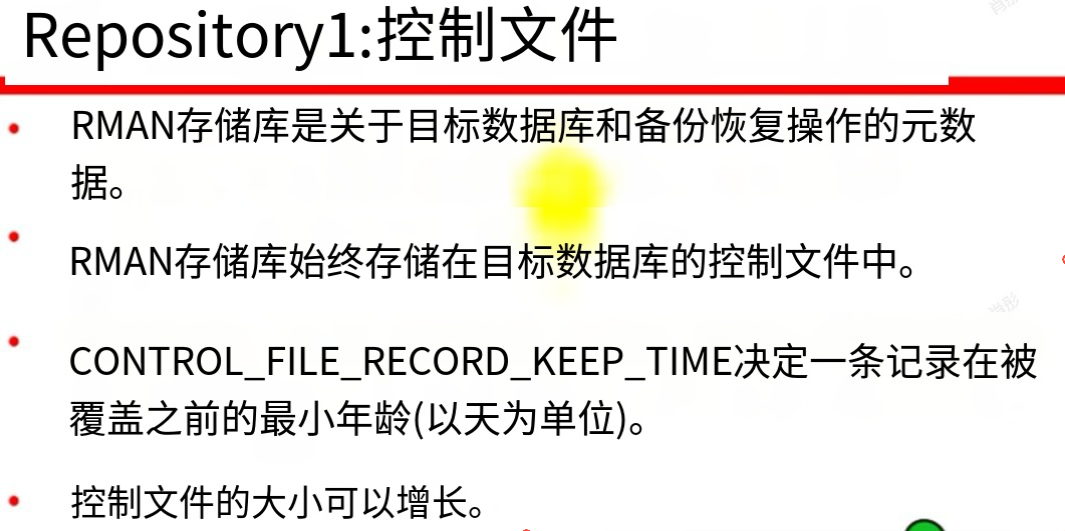 Repository1:控制文件
RMAN存储库是关于目标数据库和备份恢复操作的元数
据。
RMAN存储库始终存储在目标数据库的控制文件中。
CONTROL_FILE_RECORD_KEEP_TIME决定一条记录在被
覆盖之前的最小年龄(以天为单位)。
控制文件的大小可以增长。